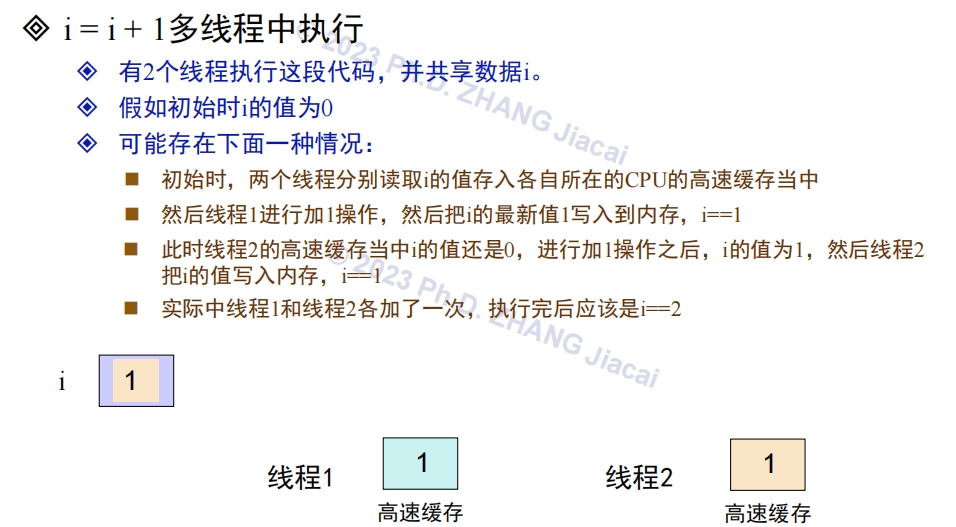 i = i + 1多线程中执行
有2个线程执行这段代码，并共享数据i。
假如初始时i的值为0
可能存在下面一种情况：
初始时，两个线程分别读取i的值存入各自所在的CPU的高速缓存当中
然后线程1进行加1操作，然后把i的最新值1写入到内存，i==1
此时线程2的高速缓存当中i的值还是0，进行加1操作之后，i的值为1，然后线程2
把i的值写入内存，i==1
实际中线程1和线程2各加了一次，执行完后应该是i==2
© 2023 Ph.D. ZHANG Jiacai
© 2023 Ph.D. ZHANG Jiacai
i 1
线程1 1 线程2 1
高速缓存 高速缓存